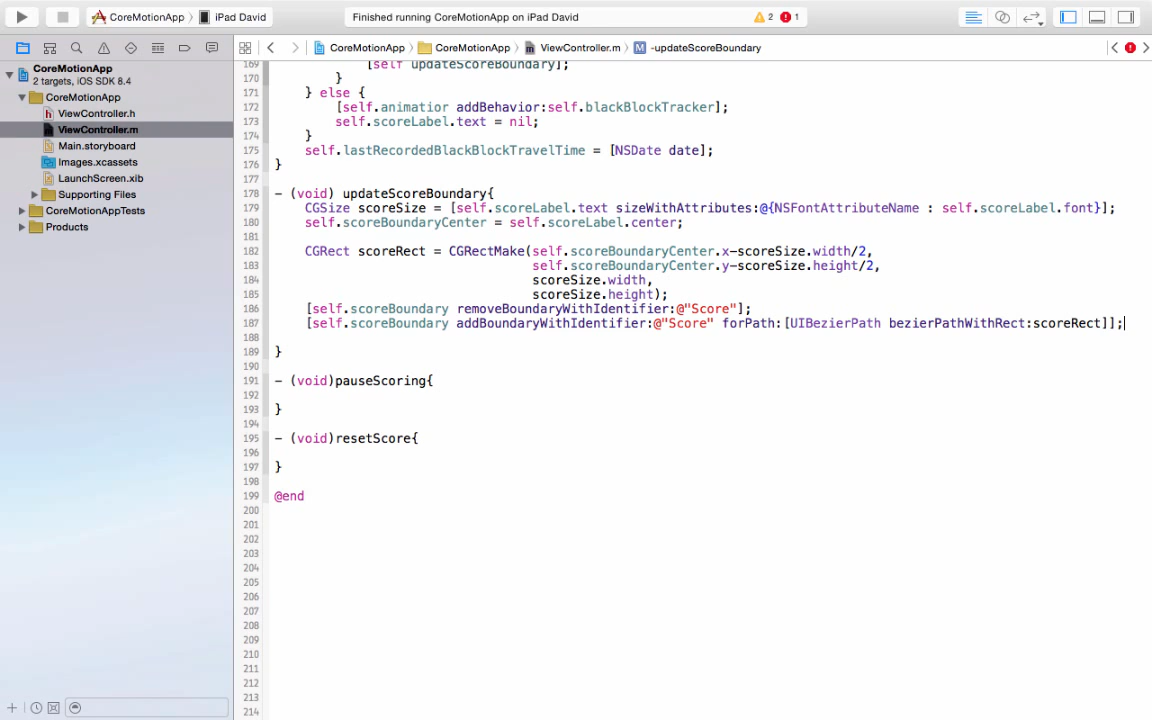 CoreMotionApp
iPad David
Finished running CoreMotionApp on iPad David
2
1
CoreMotionApp
CoreMotionApp
ViewController.m
M
-updateScoreBoundary
CoreMotionApp
2 targets, iOS SDK 8.4
CoreMotionApp
h ViewController.h
ViewController.m
Main.storyboard
Images.xcassets
LaunchScreen.xib
Supporting Files
CoreMotionAppTests
Products
169 [self updateScoreBoundary];
170 }
171 } else {
172 [self.animatior addBehavior:self.blackBlockTracker];
173 self.scoreLabel.text = nil;
174 }
175 self.lastRecordedBlackBlockTravelTime = [NSDate date];
176 }
177
178 - (void) updateScoreBoundary{
179 CGSize scoreSize = [self.scoreLabel.text sizeWithAttributes:@{NSFontAttributeName : self.scoreLabel.font}];
180 self.scoreBoundaryCenter = self.scoreLabel.center;
181
182 CGRect scoreRect = CGRectMake(self.scoreBoundaryCenter.x-scoreSize.width/2,
183 self.scoreBoundaryCenter.y-scoreSize.height/2,
184 scoreSize.width,
185 scoreSize.height);
186 [self.scoreBoundary removeBoundaryWithIdentifier:@"Score"];
187 [self.scoreBoundary addBoundaryWithIdentifier:@"Score" forPath:[UIBezierPath bezierPathWithRect:scoreRect]];
188
189 }
190
191 - (void)pauseScoring{
192
193 }
194
195 - (void)resetScore{
196
197 }
198
199 @end
200
201
202
203
204
205
206
207
208
209
210
211
212
213
214